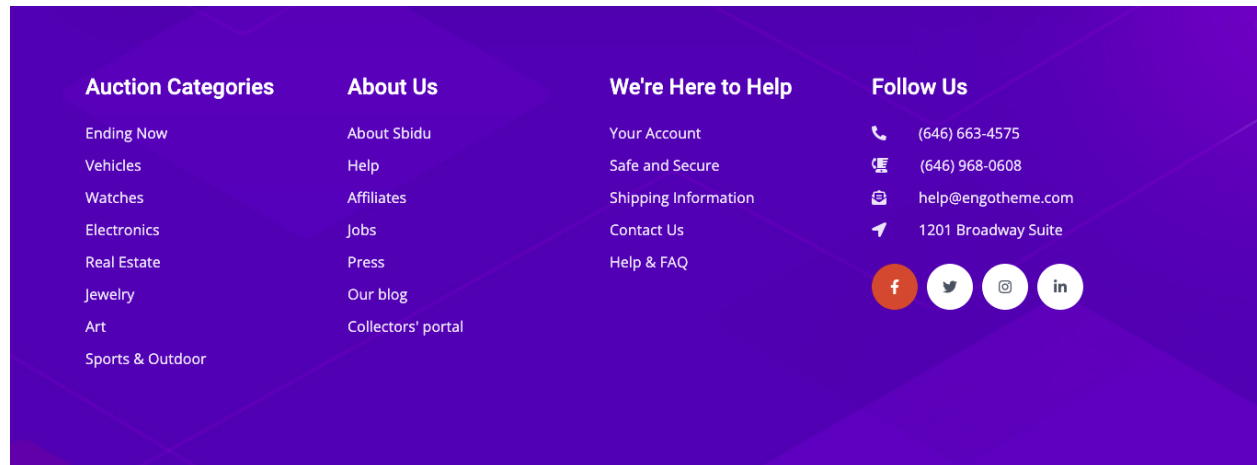 Auction Categories
Ending Now
Vehicles
Watches
Electronics
Real Estate
Jewelry
Art
Sports & Outdoor
About Us
About Sbidu
Help
Affiliates
Jobs
Press
Our blog
Collectors' portal
We're Here to Help
Your Account
Safe and Secure
Shipping Information
Contact Us
Help & FAQ
Follow Us
(646) 663-4575
(646) 968-0608
help@engotheme.com
1201 Broadway Suite